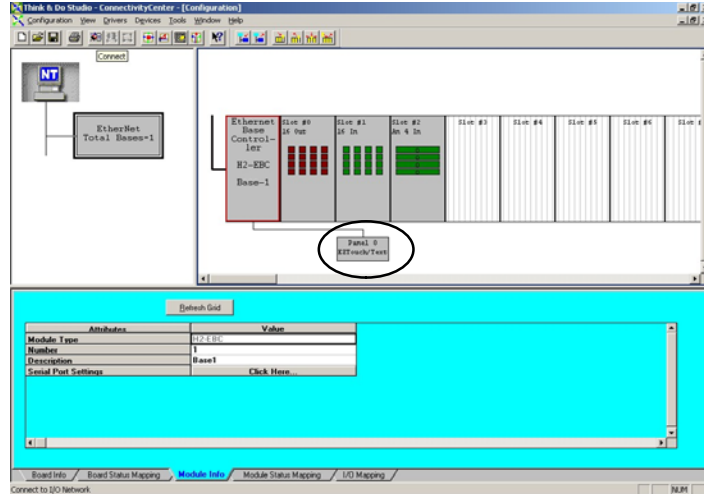 Think & Do Studio - ConnectivityCenter - [Configuration]
Configuration View Drivers Devices Tools Window Help
Connect
NT
EtherNet
Total Bases=1
Ethernet
Base
Control-
ler
H2-EBC
Base-1
Slot #0
16 Out
Slot #1
16 In
Slot #2
An 4 In
Slot #3
Slot #4
Slot #5
Slot #6
Slot #
Panel 0
EZTouch/Text
Refresh Grid
Attributes Value
Module Type H2-EBC
Number 1
Description Base1
Serial Port Settings Click Here...
Board Info Board Status Mapping Module Info Module Status Mapping I/O Mapping
Connect to I/O Network NUM